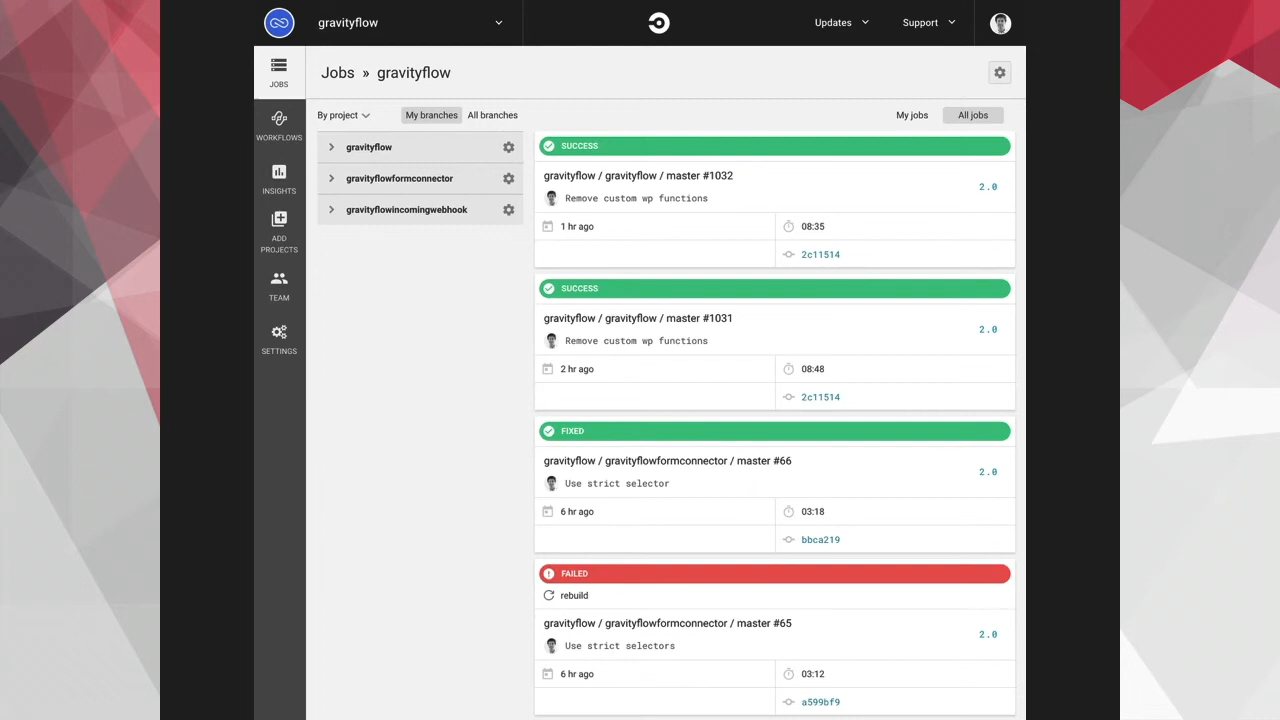 gravityflow
Updates
Support
JOBS
WORKFLOWS
INSIGHTS
ADD
PROJECTS
TEAM
SETTINGS
Jobs » gravityflow
By project
My branches
All branches
My jobs
All jobs
gravityflow
gravityflowformconnector
gravityflowincomingwebhook
SUCCESS
gravityflow / gravityflow / master #1032
Remove custom wp functions
2.0
1 hr ago
08:35
2c11514
SUCCESS
gravityflow / gravityflow / master #1031
Remove custom wp functions
2.0
2 hr ago
08:48
2c11514
FIXED
gravityflow / gravityflowformconnector / master #66
Use strict selector
2.0
6 hr ago
03:18
bbca219
FAILED
rebuild
gravityflow / gravityflowformconnector / master #65
Use strict selectors
2.0
6 hr ago
03:12
a599bf9